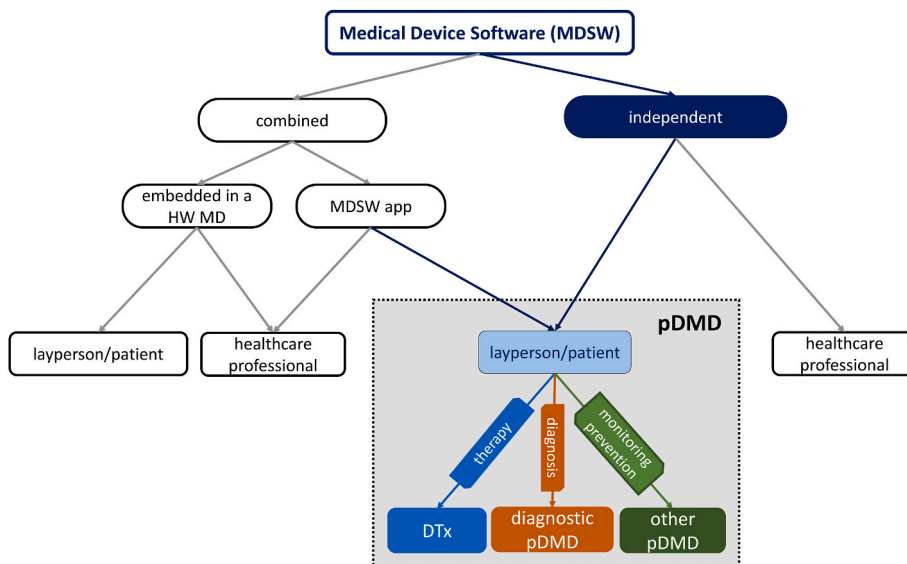 Medical Device Software (MDSW)
combined
independent
embedded in a
HW MD
MDSW app
pDMD
layperson/patient
healthcare
professional
layperson/patient
healthcare
professional
therapy
diagnosis
monitoring
prevention
DTx
diagnostic
pDMD
other
pDMD